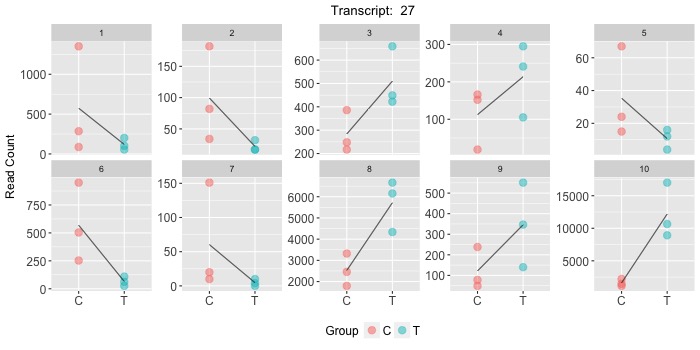 Transcript: 27
1 2 3 4 5
1000 500 0
150 100 50
600 500 400 300 200
300 200 100
60 40 20
Read Count
6 7 8 9 10
750 500 250 0
150 100 50 0
6000 5000 4000 3000 2000
500 400 300 200 100
15000 10000 5000
C T C T C T C T C T
Group C T